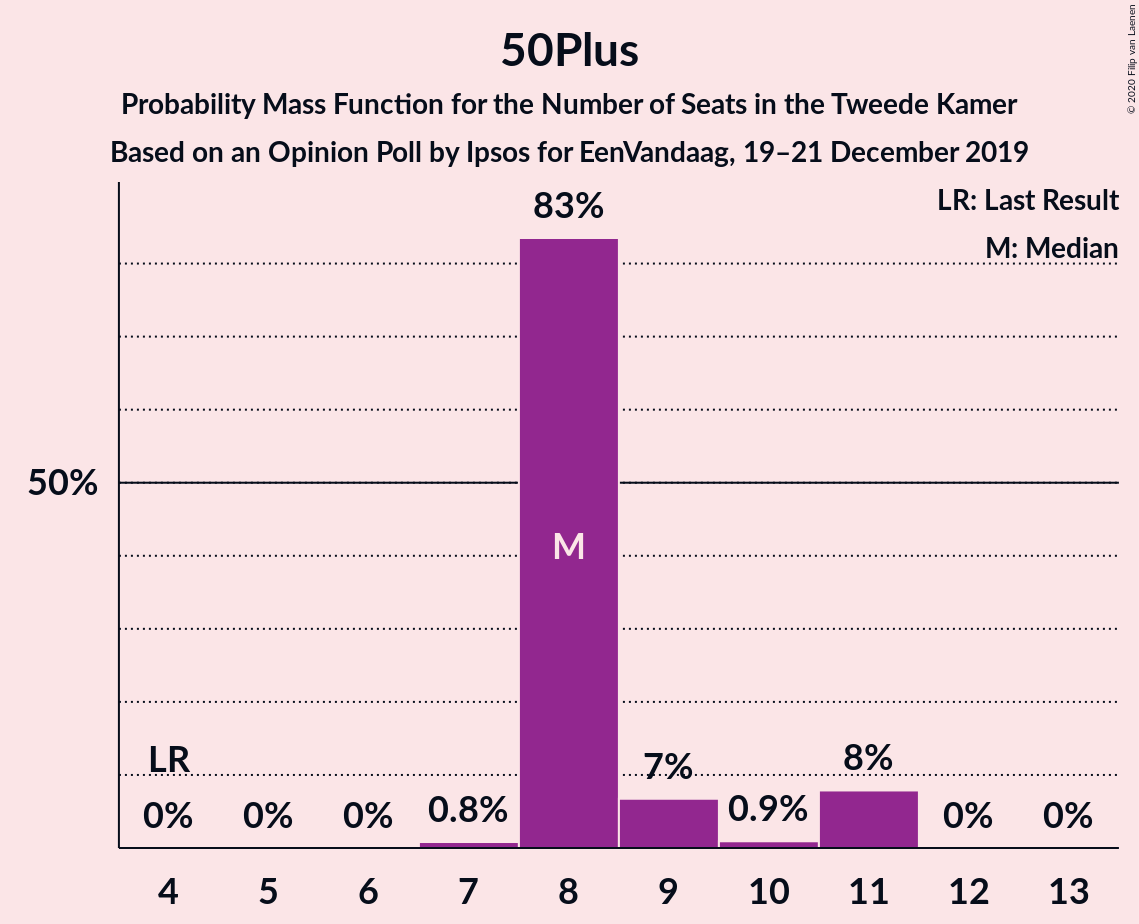 50Plus
Probability Mass Function for the Number of Seats in the Tweede Kamer
Based on an Opinion Poll by Ipsos for EenVandaag, 19–21 December 2019
© 2020 Filip van Laenen
LR: Last Result
M: Median
83%
50%
M
LR
0% 0% 0% 0.8% 7% 0.9% 8% 0% 0%
4 5 6 7 8 9 10 11 12 13